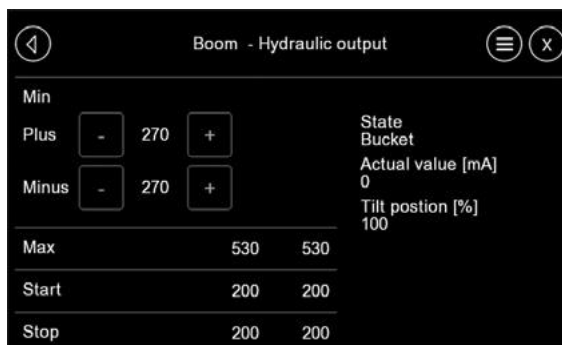 Boom - Hydraulic output
X
Min
Plus - 270 +
Minus - 270 +
Max 530 530
Start 200 200
Stop 200 200
State
Bucket
Actual value [mA]
0
Tilt postion [%]
100